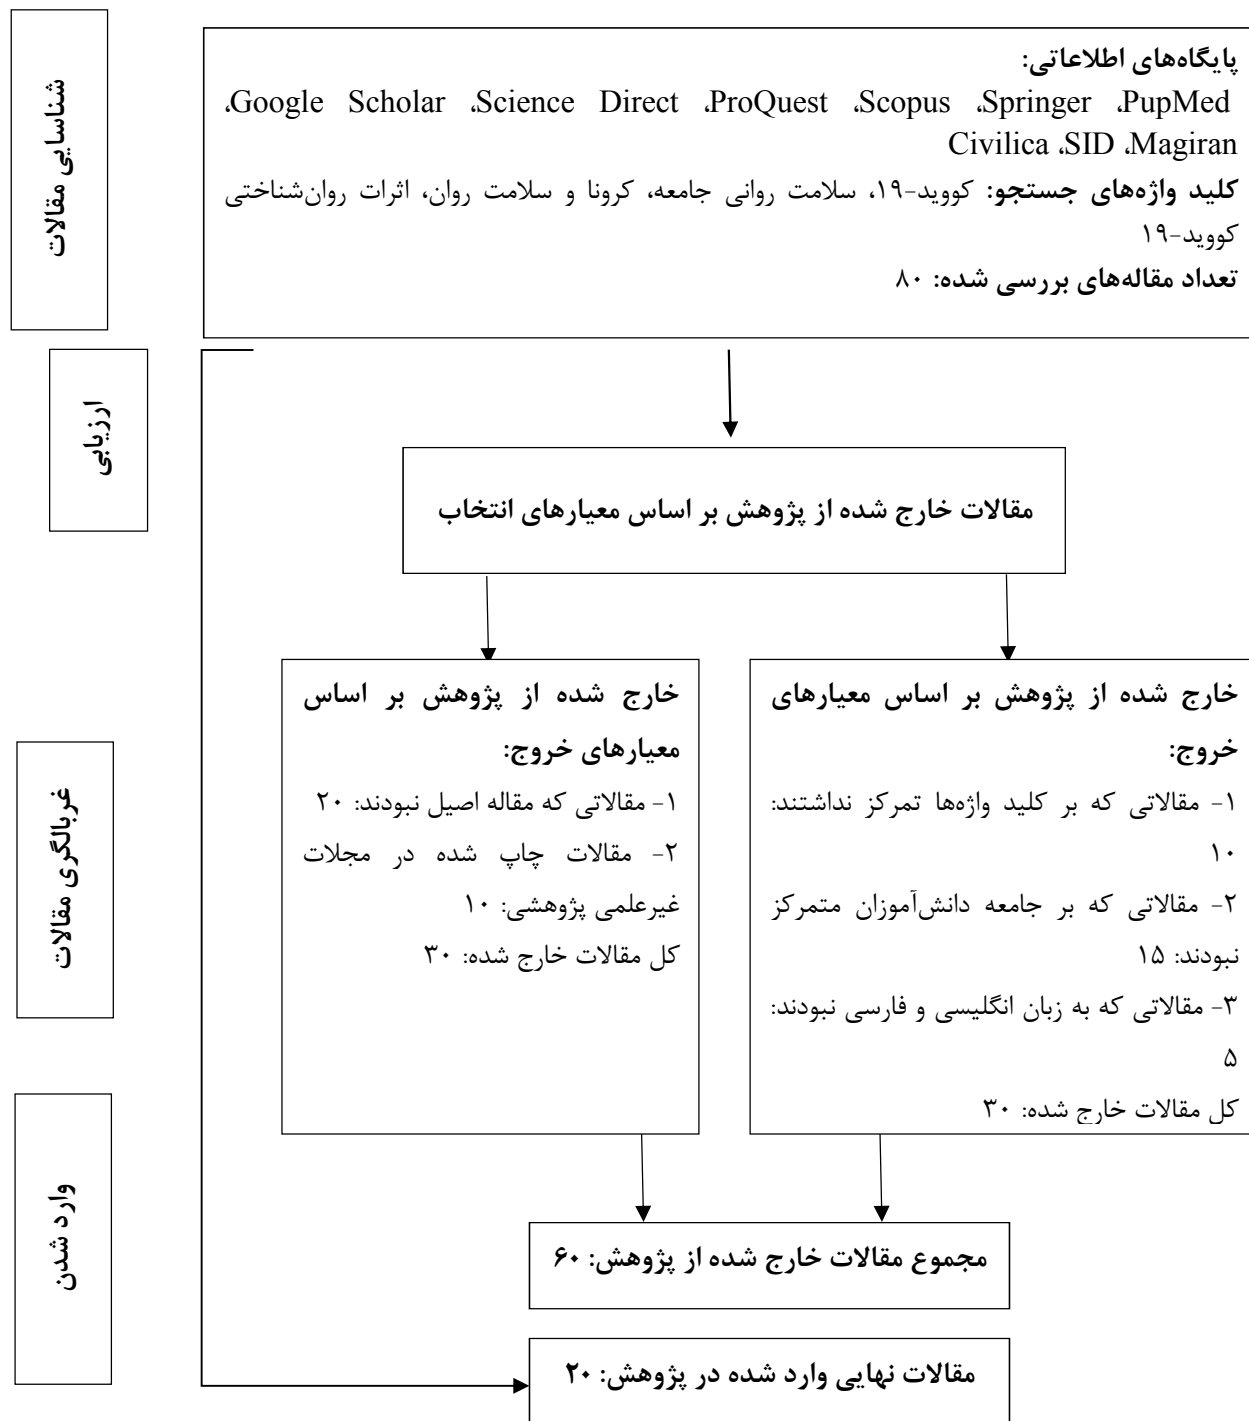 شناسایی مقالات
پایگاه‌های اطلاعاتی:
،Google Scholar ،Science Direct ،ProQuest ،Scopus ،Springer ،PupMed
Civilica ،SID ،Magiran
کلید واژه‌های جستجو: کووید-۱۹، سلامت روانی جامعه، کرونا و سلامت روان، اثرات روان‌شناختی
کووید-۱۹
تعداد مقاله‌های بررسی شده: ۸۰
ارزیابی
مقالات خارج شده از پژوهش بر اساس معیارهای انتخاب
غربالگری مقالات
خارج شده از پژوهش بر اساس معیارهای
خروج:
۱- مقالاتی که بر کلید واژه‌ها تمرکز نداشتند:
۱۰
۲- مقالاتی که بر جامعه دانش‌آموزان متمرکز
نبودند: ۱۵
۳- مقالاتی که به زبان انگلیسی و فارسی نبودند:
۵
کل مقالات خارج شده: ۳۰
خارج شده از پژوهش بر اساس
معیارهای خروج:
۱- مقالاتی که مقاله اصیل نبودند: ۲۰
۲- مقالات چاپ شده در مجلات
غیرعلمی پژوهشی: ۱۰
کل مقالات خارج شده: ۳۰
وارد شدن
مجموع مقالات خارج شده از پژوهش: ۶۰
مقالات نهایی وارد شده در پژوهش: ۲۰